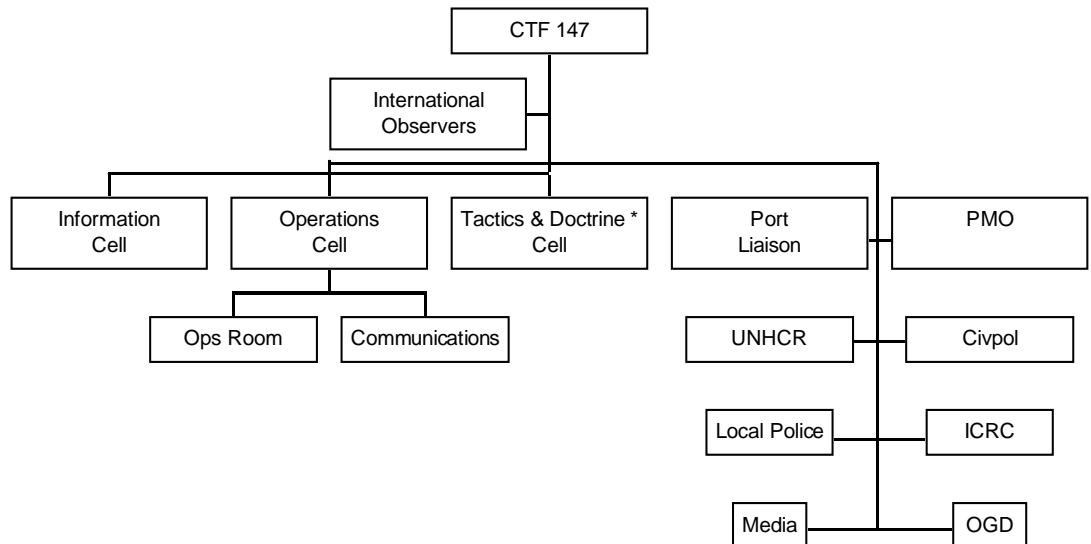 CTF 147
International
Observers
Information
Cell
Operations
Cell
Tactics & Doctrine *
Cell
Port
Liaison
PMO
Ops Room
Communications
UNHCR
Civpol
Local Police
ICRC
Media
OGD